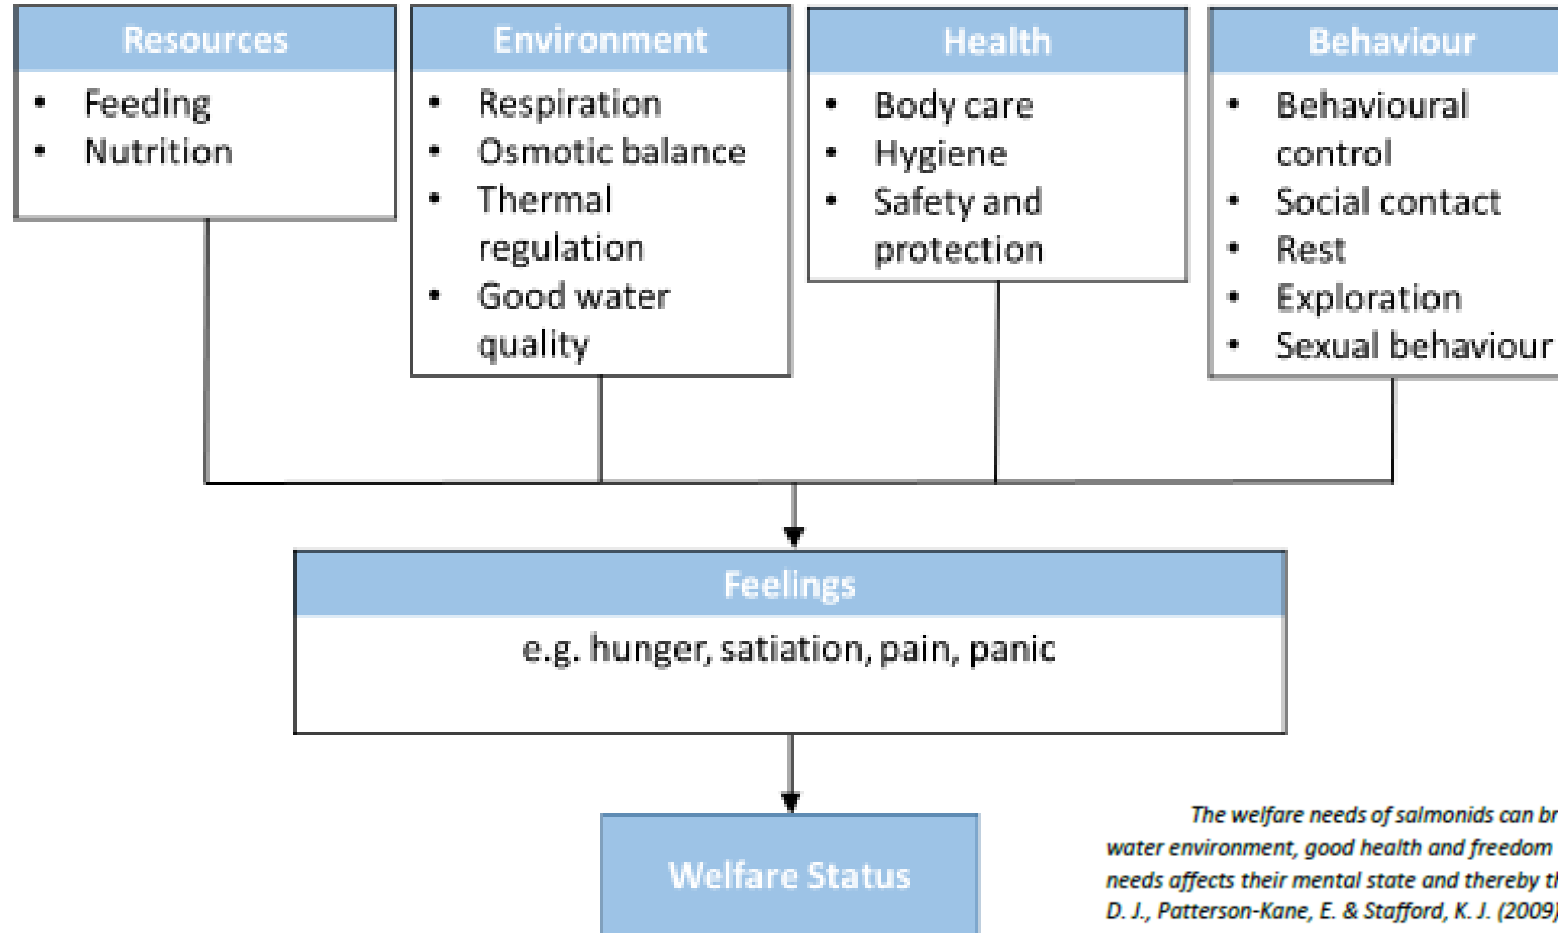 Resources
• Feeding
• Nutrition
Environment
• Respiration
• Osmotic balance
• Thermal
regulation
• Good water
quality
Health
• Body care
• Hygiene
• Safety and
protection
Behaviour
• Behavioural
control
• Social contact
• Rest
• Exploration
• Sexual behaviour
Feelings
e.g. hunger, satiation, pain, panic
Welfare Status
The welfare needs of salmonids can br
water environment, good health and freedom
needs affects their mental state and thereby th
D. J., Patterson-Kane, E. & Stafford, K. J. (2009)